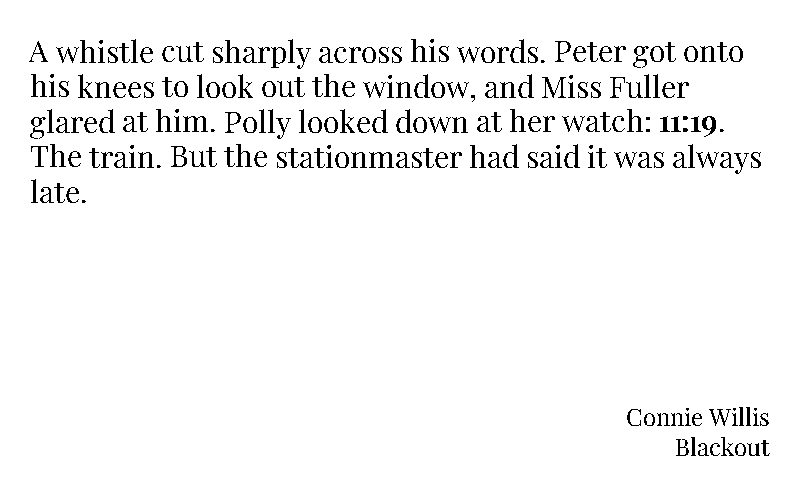 A whistle cut sharply across his words. Peter got onto
his knees to look out the window, and Miss Fuller
glared at him. Polly looked down at her watch: 11:19.
The train. But the stationmaster had said it was always
late.
Connie Willis
Blackout